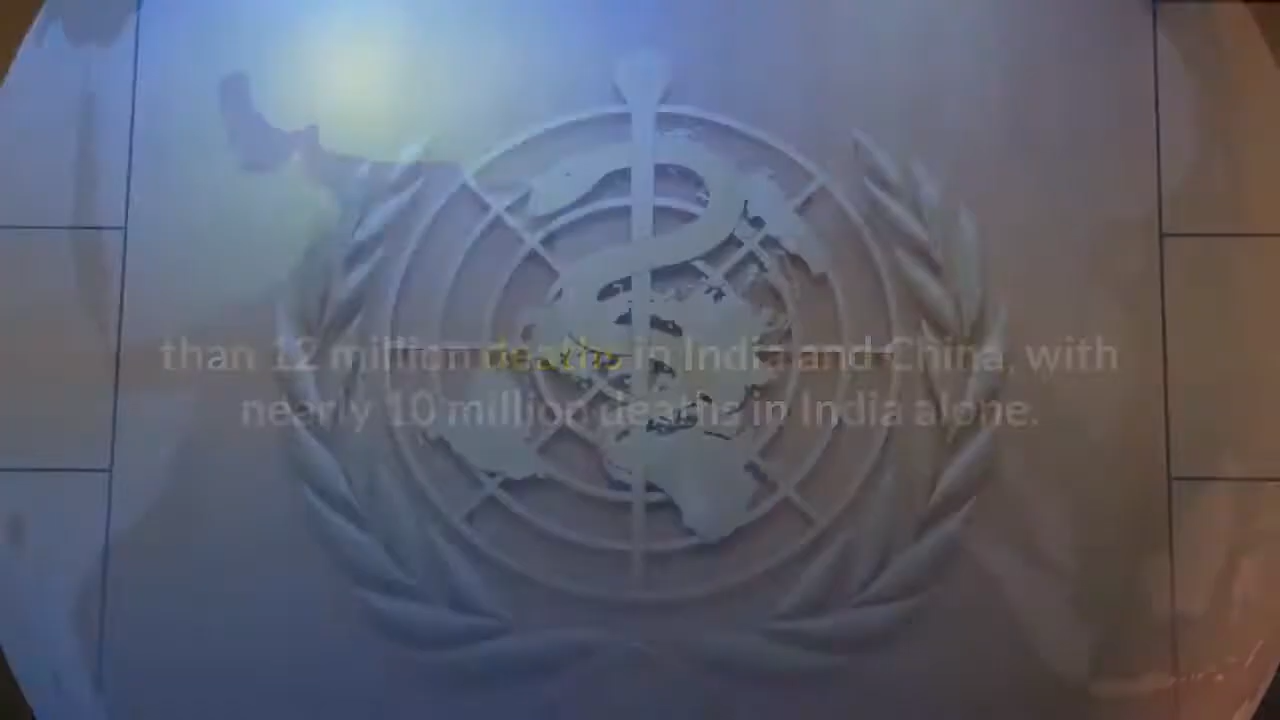 than 12 million deaths in India and China, with
nearly 10 million deaths in India alone.